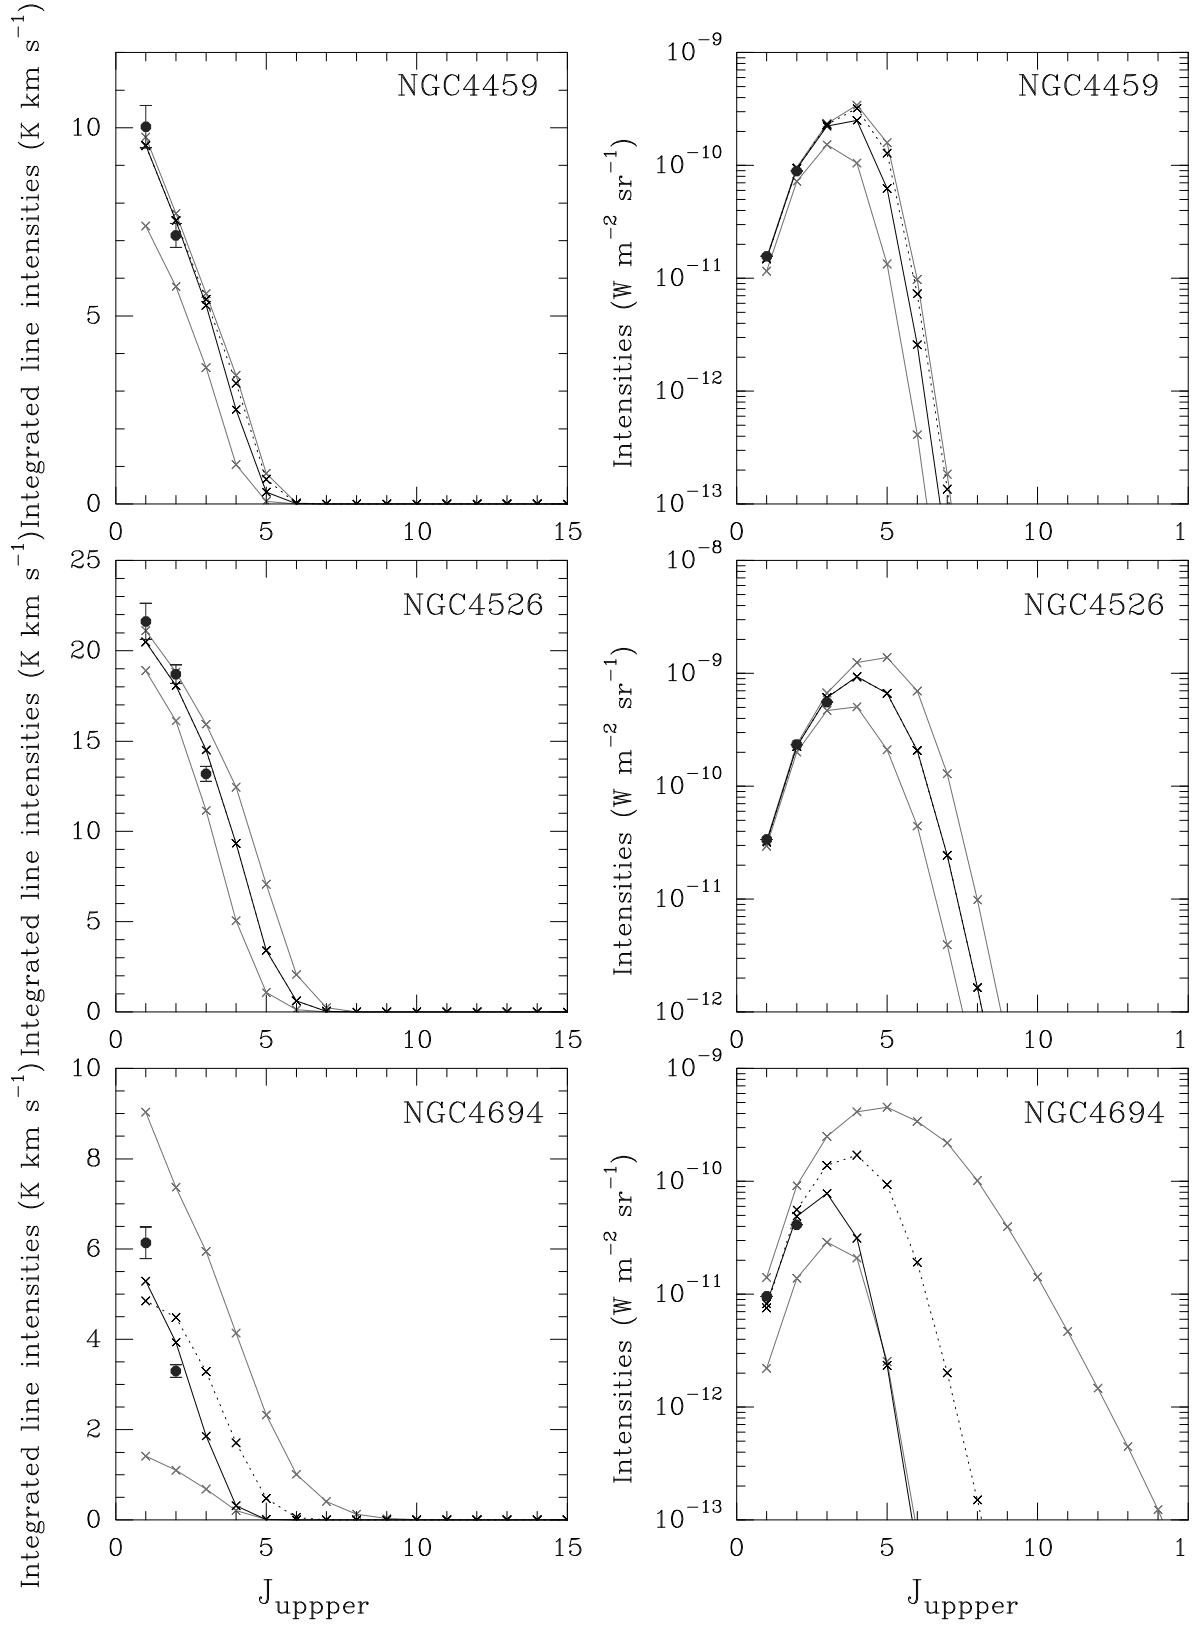 Integrated line intensities (K km s⁻¹)
NGC4459
10
5
0
0 5 10 15
Intensities (W m⁻² sr⁻¹)
NGC4459
10⁻⁹
10⁻¹⁰
10⁻¹¹
10⁻¹²
10⁻¹³
0 5 10 1
Integrated line intensities (K km s⁻¹)
NGC4526
25
20
15
10
5
0
0 5 10 15
Intensities (W m⁻² sr⁻¹)
NGC4526
10⁻⁸
10⁻⁹
10⁻¹⁰
10⁻¹¹
10⁻¹²
0 5 10 1
Integrated line intensities (K km s⁻¹)
NGC4694
10
8
6
4
2
0
0 5 10 15
J_uppper
Intensities (W m⁻² sr⁻¹)
NGC4694
10⁻⁹
10⁻¹⁰
10⁻¹¹
10⁻¹²
10⁻¹³
0 5 10 1
J_uppper